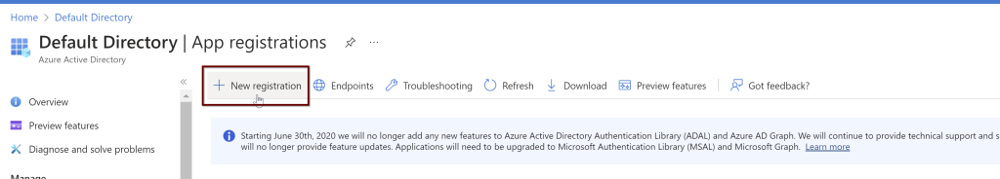 Home > Default Directory
Default Directory | App registrations
Azure Active Directory
New registration Endpoints Troubleshooting Refresh Download Preview features Got feedback?
Overview
Preview features
Diagnose and solve problems
Manage
Starting June 30th, 2020 we will no longer add any new features to Azure Active Directory Authentication Library (ADAL) and Azure AD Graph. We will continue to provide technical support and s
will no longer provide feature updates. Applications will need to be upgraded to Microsoft Authentication Library (MSAL) and Microsoft Graph. Learn more